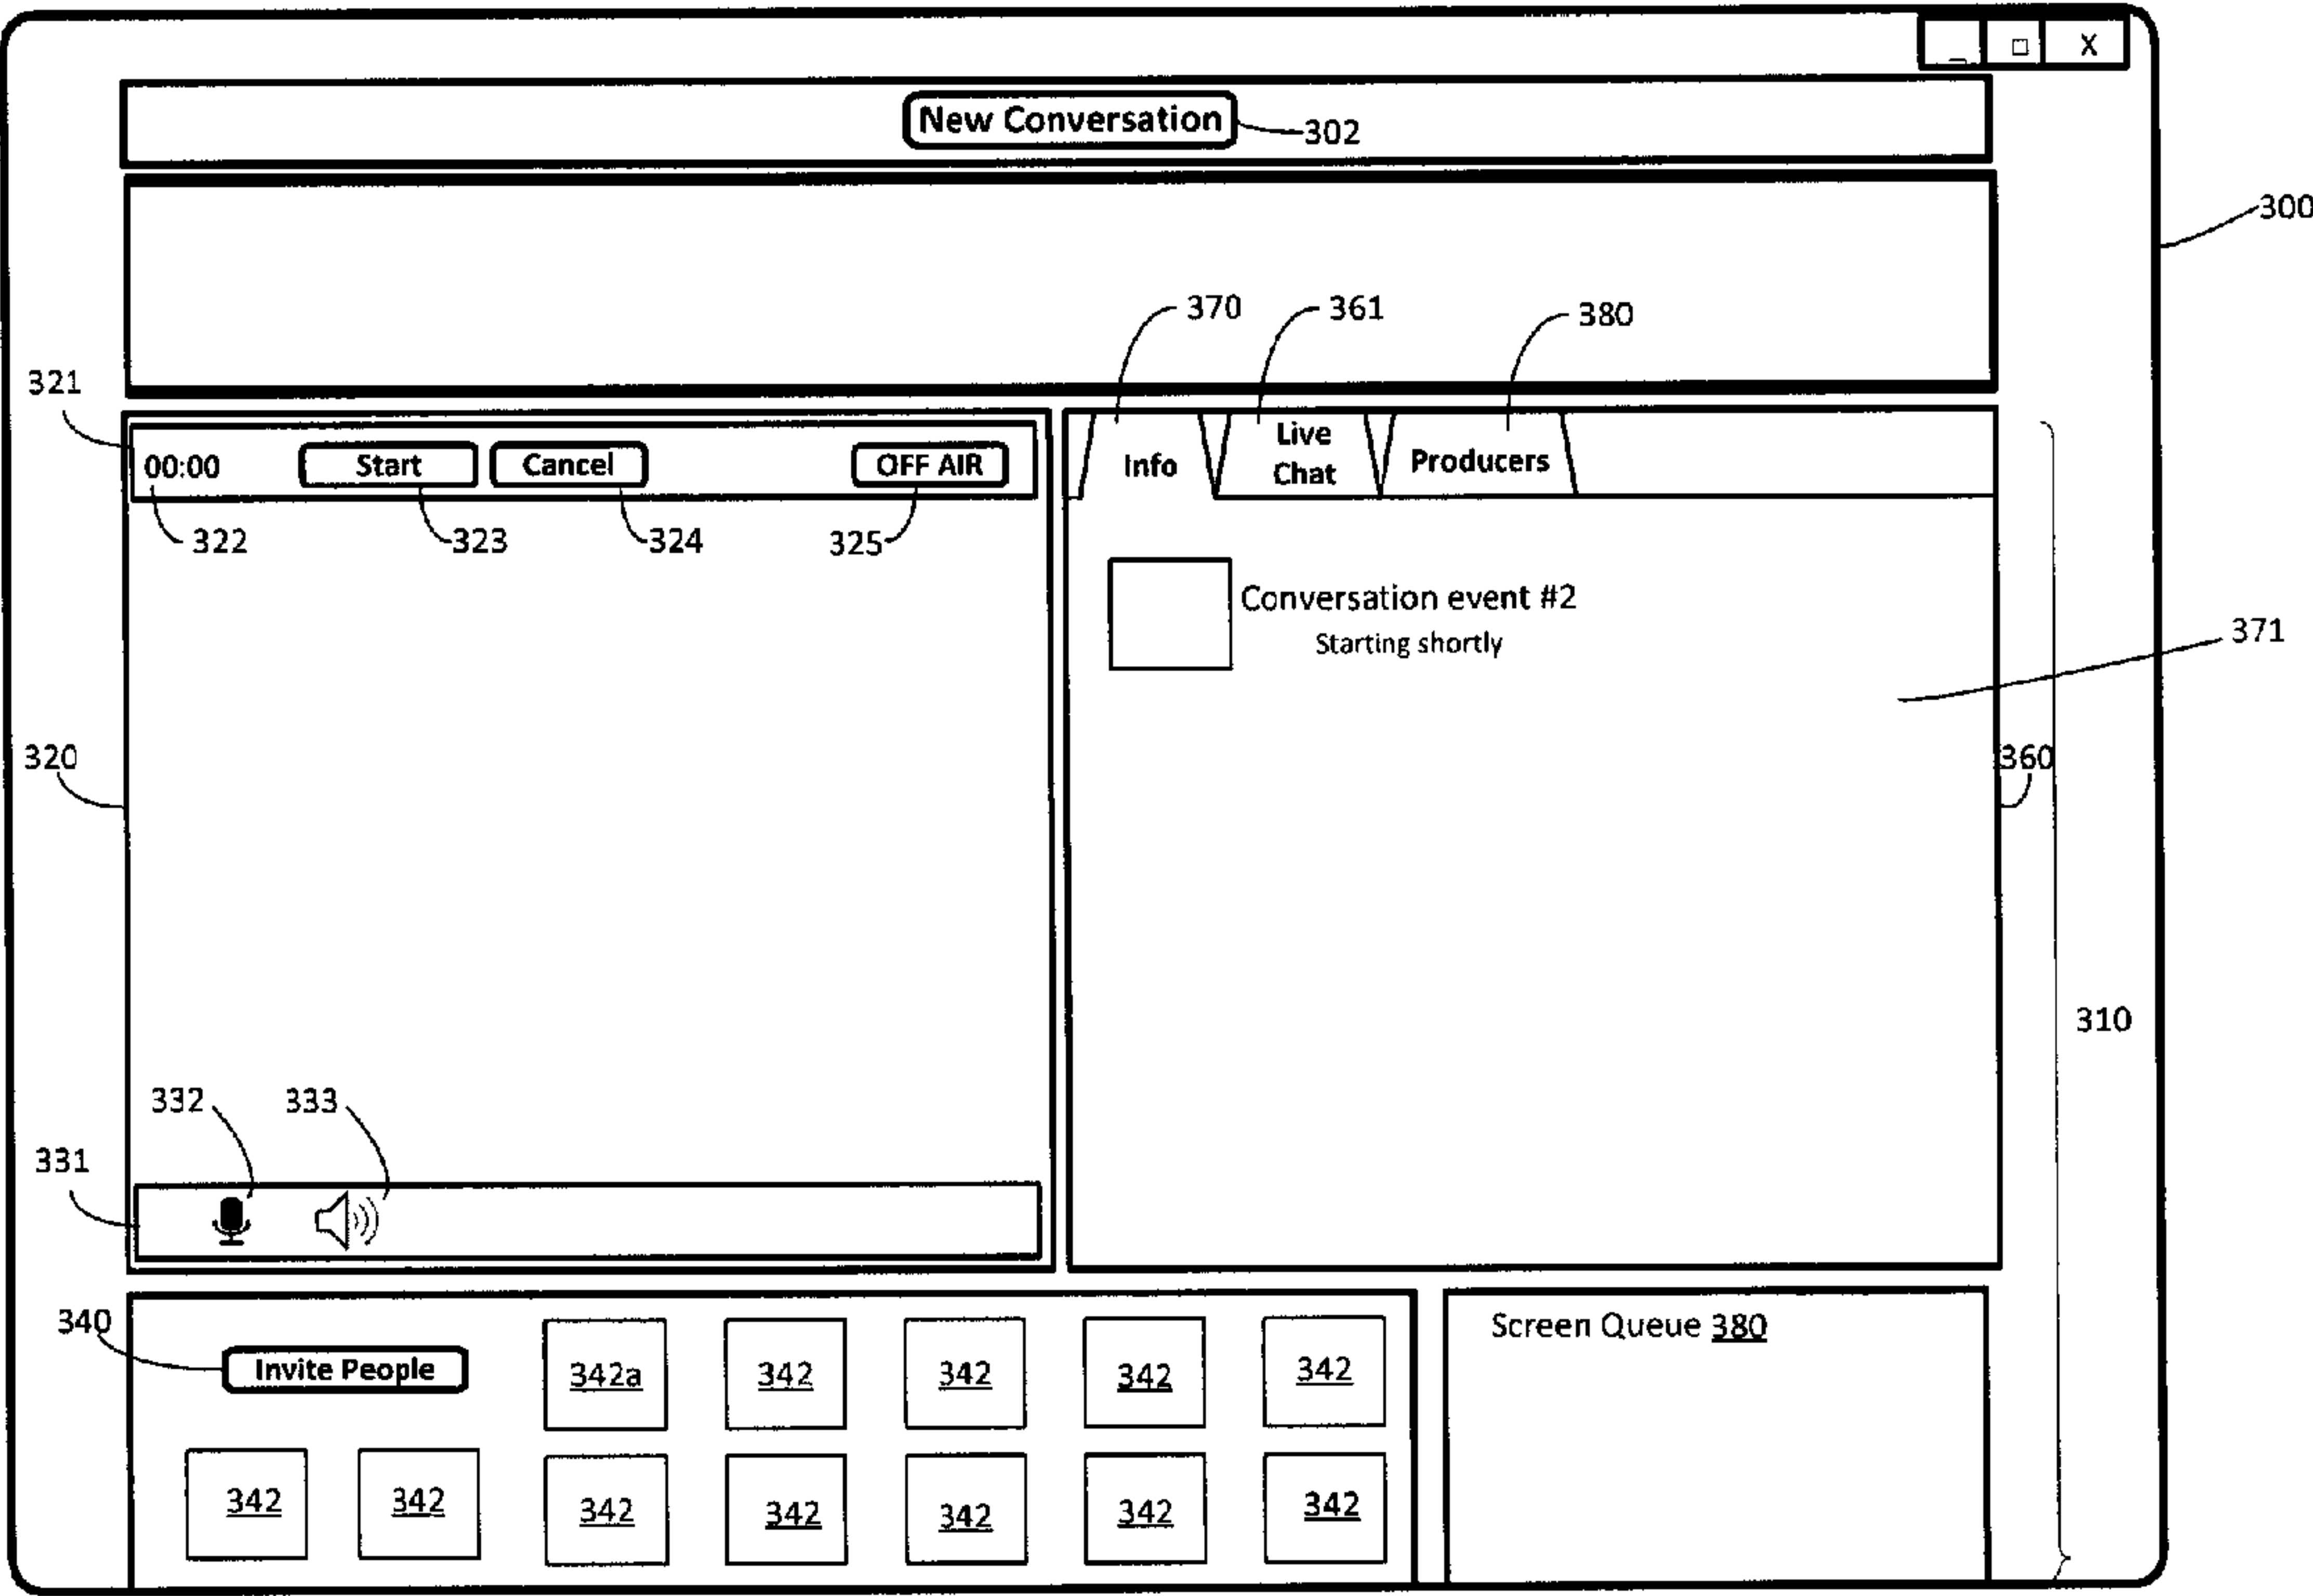 _ □ X
New Conversation 302
300
370 361 380
321
00:00 Start Cancel OFF AIR
322 323 324 325
Info
Live
Chat
Producers
Conversation event #2
Starting shortly
371
320
360
310
332 333
331
340
Invite People
342a 342 342 342 342
342 342 342 342 342 342 342
Screen Queue 380